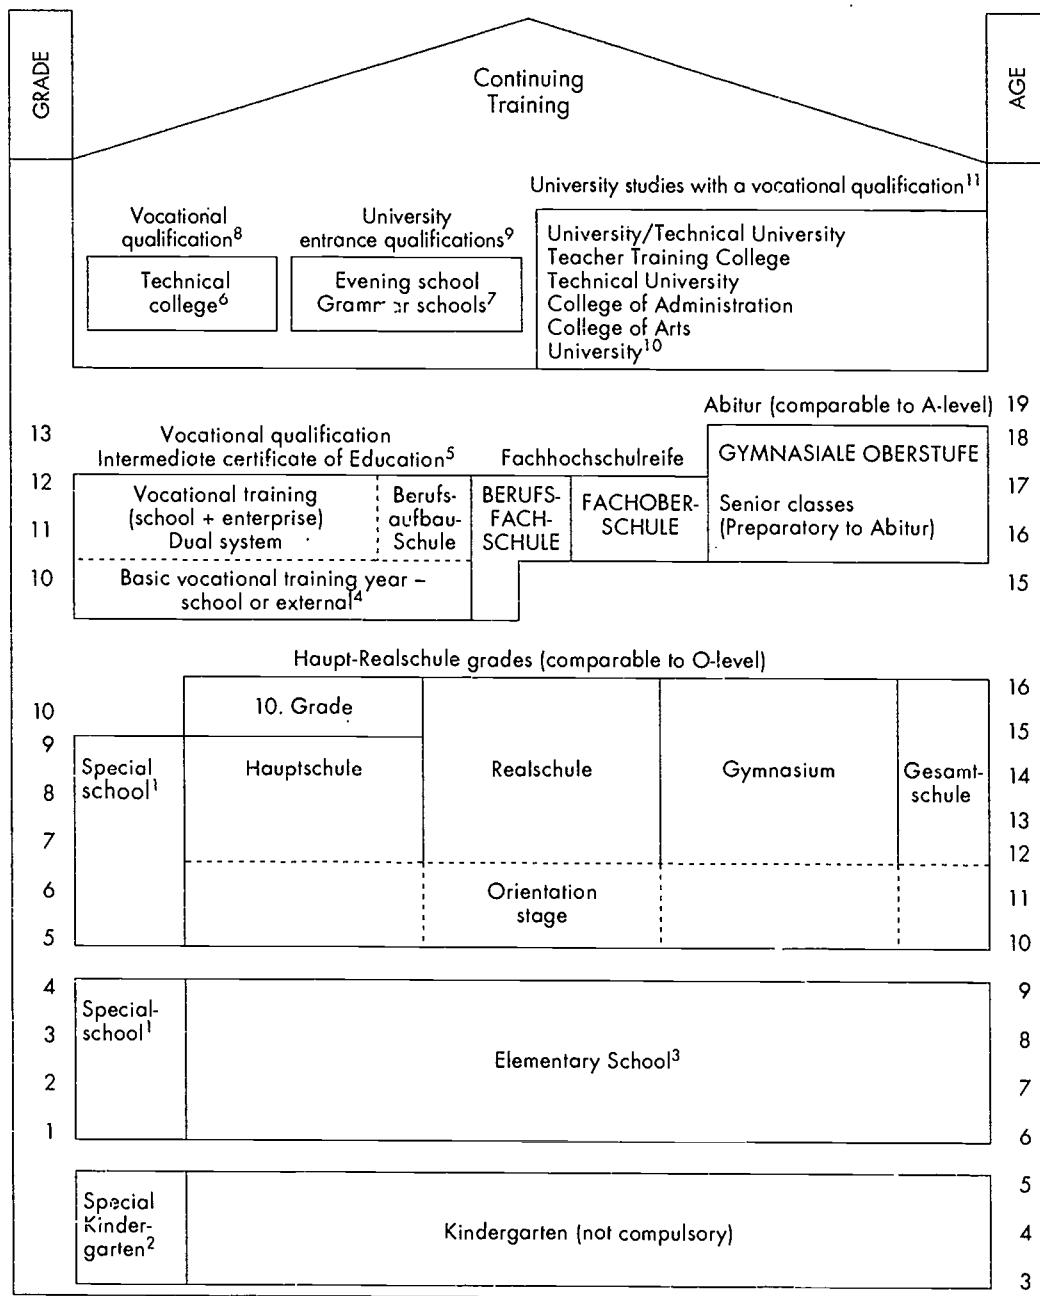 GRADE
AGE
Continuing
Training
University studies with a vocational qualification¹¹
Vocational
qualification⁸
University
entrance qualifications⁹
Technical
college⁶
Evening school
schools⁷
University/Technical University
Teacher Training College
Technical University
College of Administration
College of Arts
University¹⁰
Abitur (comparable to A-level)
19
13
Vocational qualification
Intermediate certificate of Education⁵
Fachhochschulreife
GYMNASIALE OBERSTUFE
18
12
Vocational training
(school + enterprise)
Dual system
Berufs-
aufbau-
Schule
BERUFS-
FACH-
SCHULE
FACHOBER-
SCHULE
Senior classes
(Preparatory to Abitur)
17
11
16
10
Basic vocational training year –
school or external⁴
15
Haupt-Realschule grades (comparable to O-level)
16
10
10. Grade
15
9
Special
school¹
Hauptschule
Realschule
Gymnasium
Gesamt-
schule
14
8
13
7
12
6
Orientation
stage
11
5
10
4
Special-
school¹
9
3
Elementary School³
8
2
7
1
6
Special
Kinder-
garten²
Kindergarten (not compulsory)
5
4
3